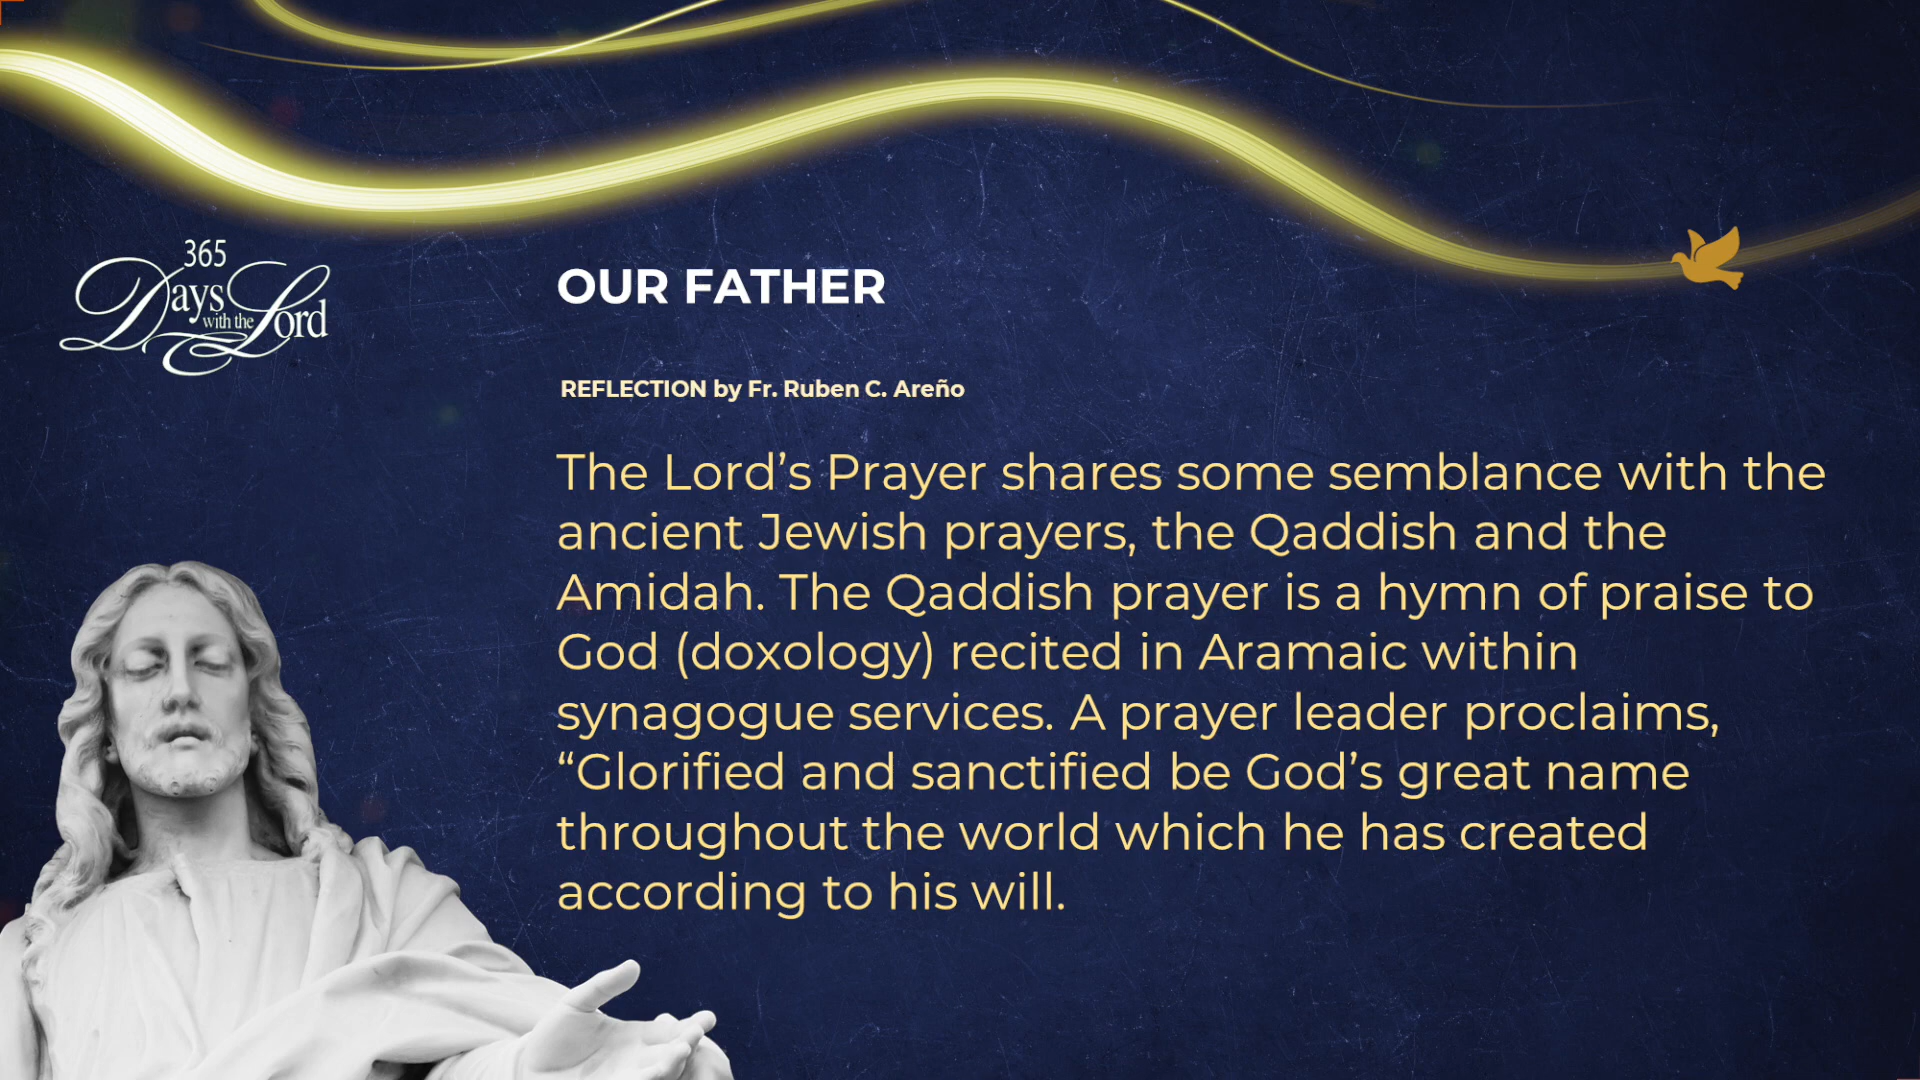 365
Days
with the
Lord
OUR FATHER
REFLECTION by Fr. Ruben C. Areño
The Lord’s Prayer shares some semblance with the
ancient Jewish prayers, the Qaddish and the
Amidah. The Qaddish prayer is a hymn of praise to
God (doxology) recited in Aramaic within
synagogue services. A prayer leader proclaims,
“Glorified and sanctified be God’s great name
throughout the world which he has created
according to his will.